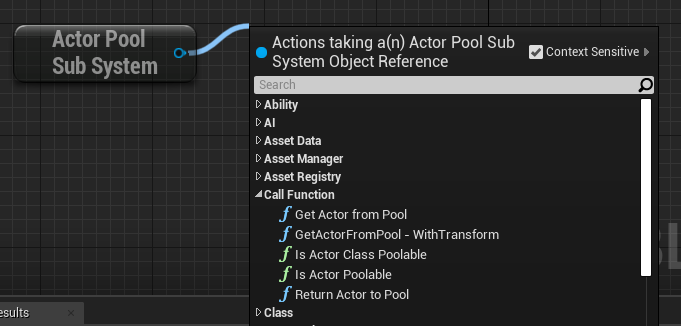 Actor Pool
Sub System
Actions taking a(n) Actor Pool Sub
System Object Reference
Context Sensitive
Search
Ability
AI
Asset Data
Asset Manager
Asset Registry
Call Function
Get Actor from Pool
GetActorFromPool - WithTransform
Is Actor Class Poolable
Is Actor Poolable
Return Actor to Pool
Class